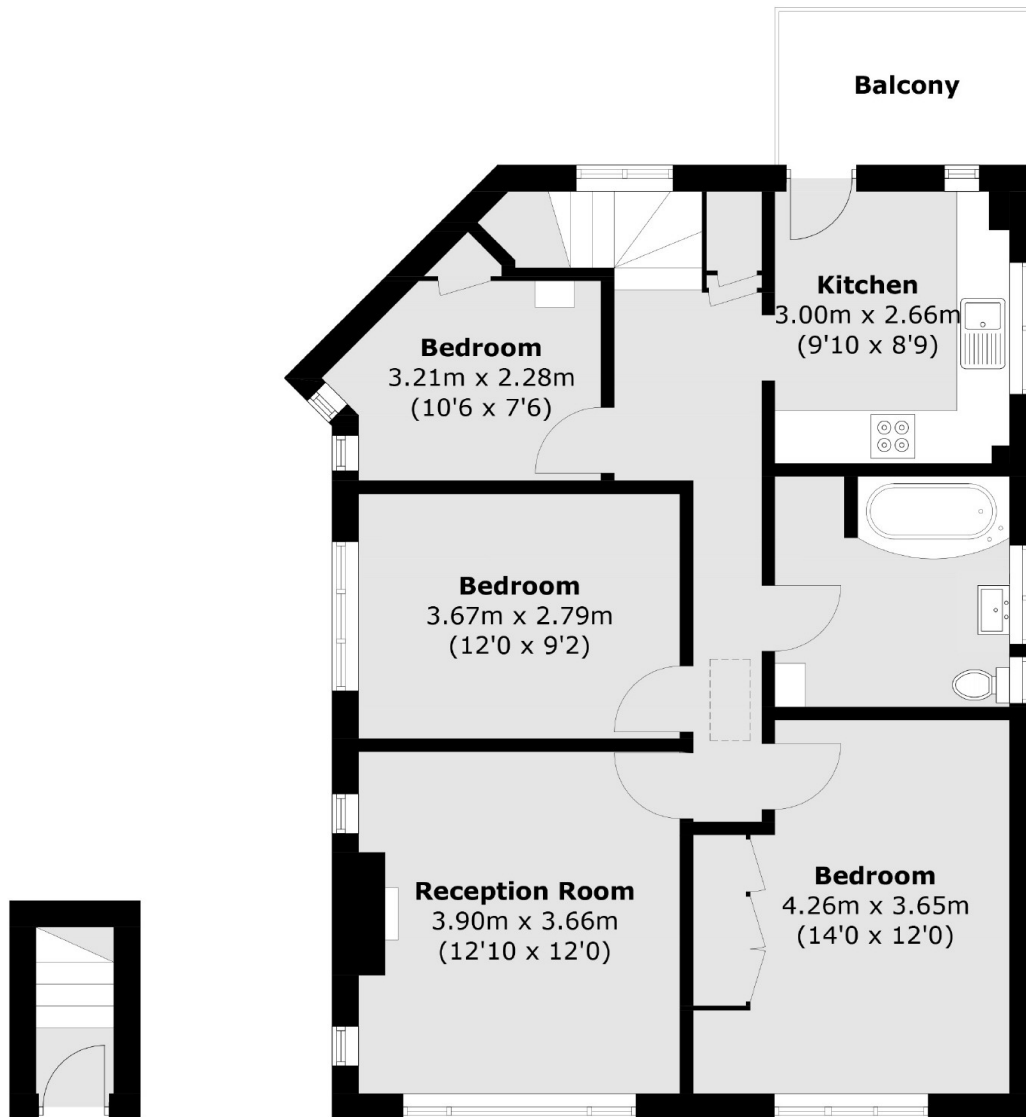 Balcony
Kitchen
3.00m x 2.66m
(9'10 x 8'9)
Bedroom
3.21m x 2.28m
(10'6 x 7'6)
Bedroom
3.67m x 2.79m
(12'0 x 9'2)
Reception Room
3.90m x 3.66m
(12'10 x 12'0)
Bedroom
4.26m x 3.65m
(14'0 x 12'0)